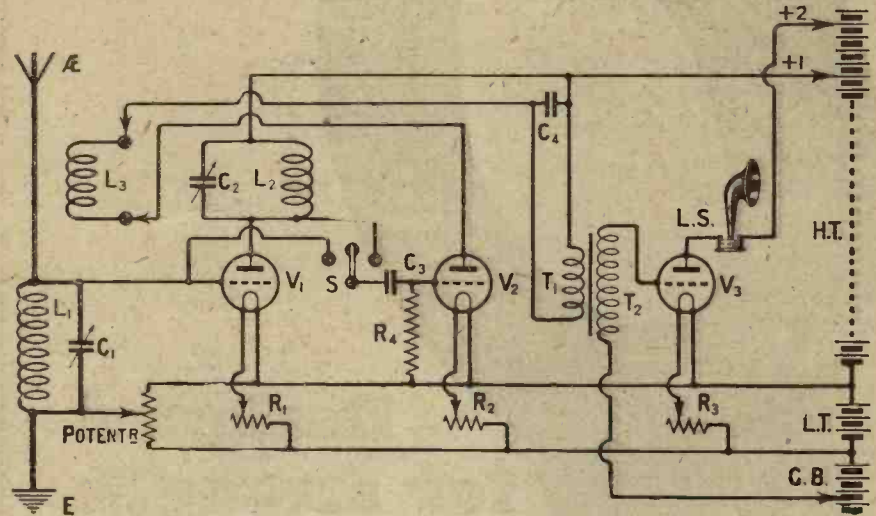 Æ
+2
+1
L3
C2
L2
C4
L.S.
H.T.
V1
S
C3
V2
T1
T2
V3
L1
C1
R4
R1
R2
R3
POTENTR
L.T.
G.B.
E